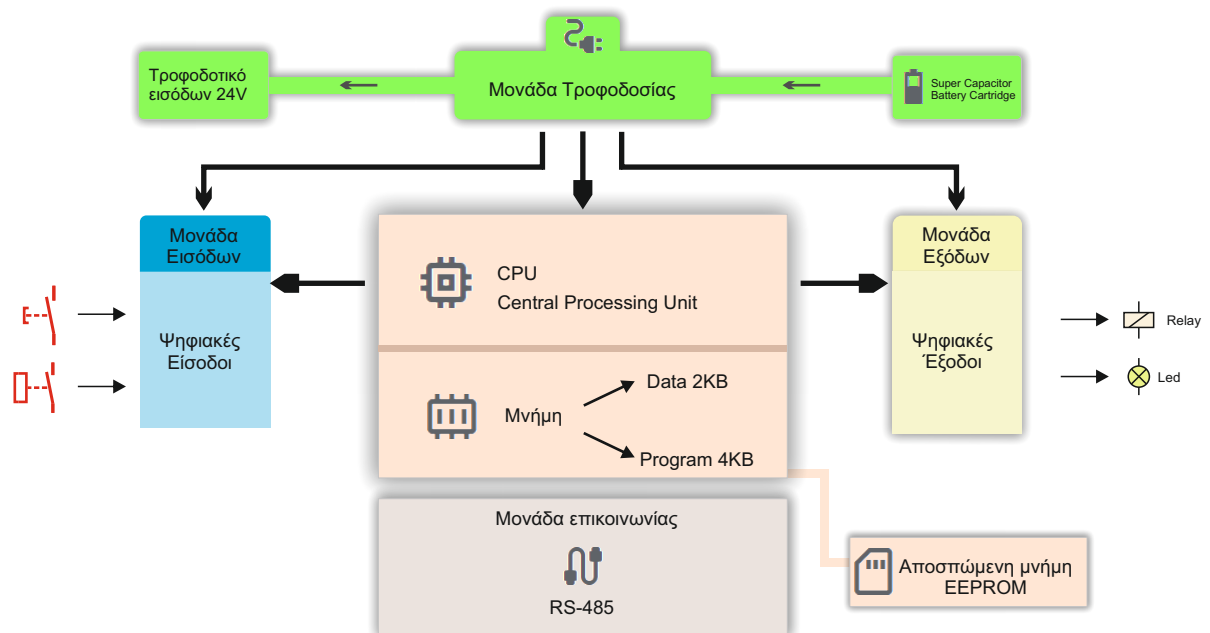 Τροφοδοτικό
εισόδων 24V
Μονάδα Τροφοδοσίας
Super Capacitor
Battery Cartridge
Μονάδα
Εισόδων
Ψηφιακές
Είσοδοι
CPU
Central Processing Unit
Μνήμη
Data 2KB
Program 4KB
Μονάδα
Εξόδων
Ψηφιακές
Έξοδοι
Relay
Led
Μονάδα επικοινωνίας
RS-485
Αποσπώμενη μνήμη
EEPROM